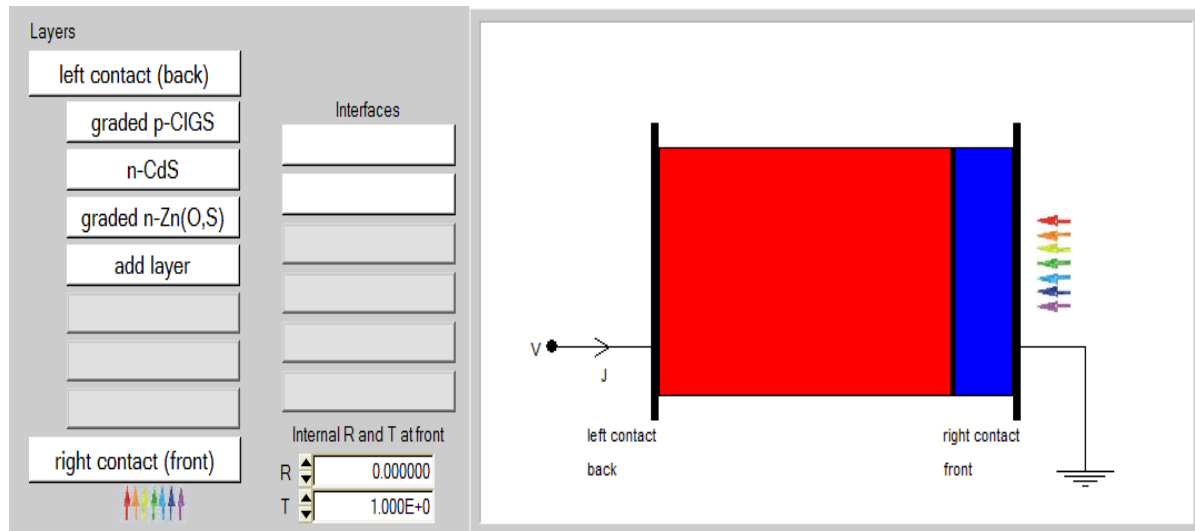 Layers
left contact (back)
graded p-CIGS
n-CdS
graded n-Zn(O,S)
add layer
right contact (front)
Interfaces
Internal R and T at front
R 0.000000
T 1.000E+0
V
J
left contact
back
right contact
front